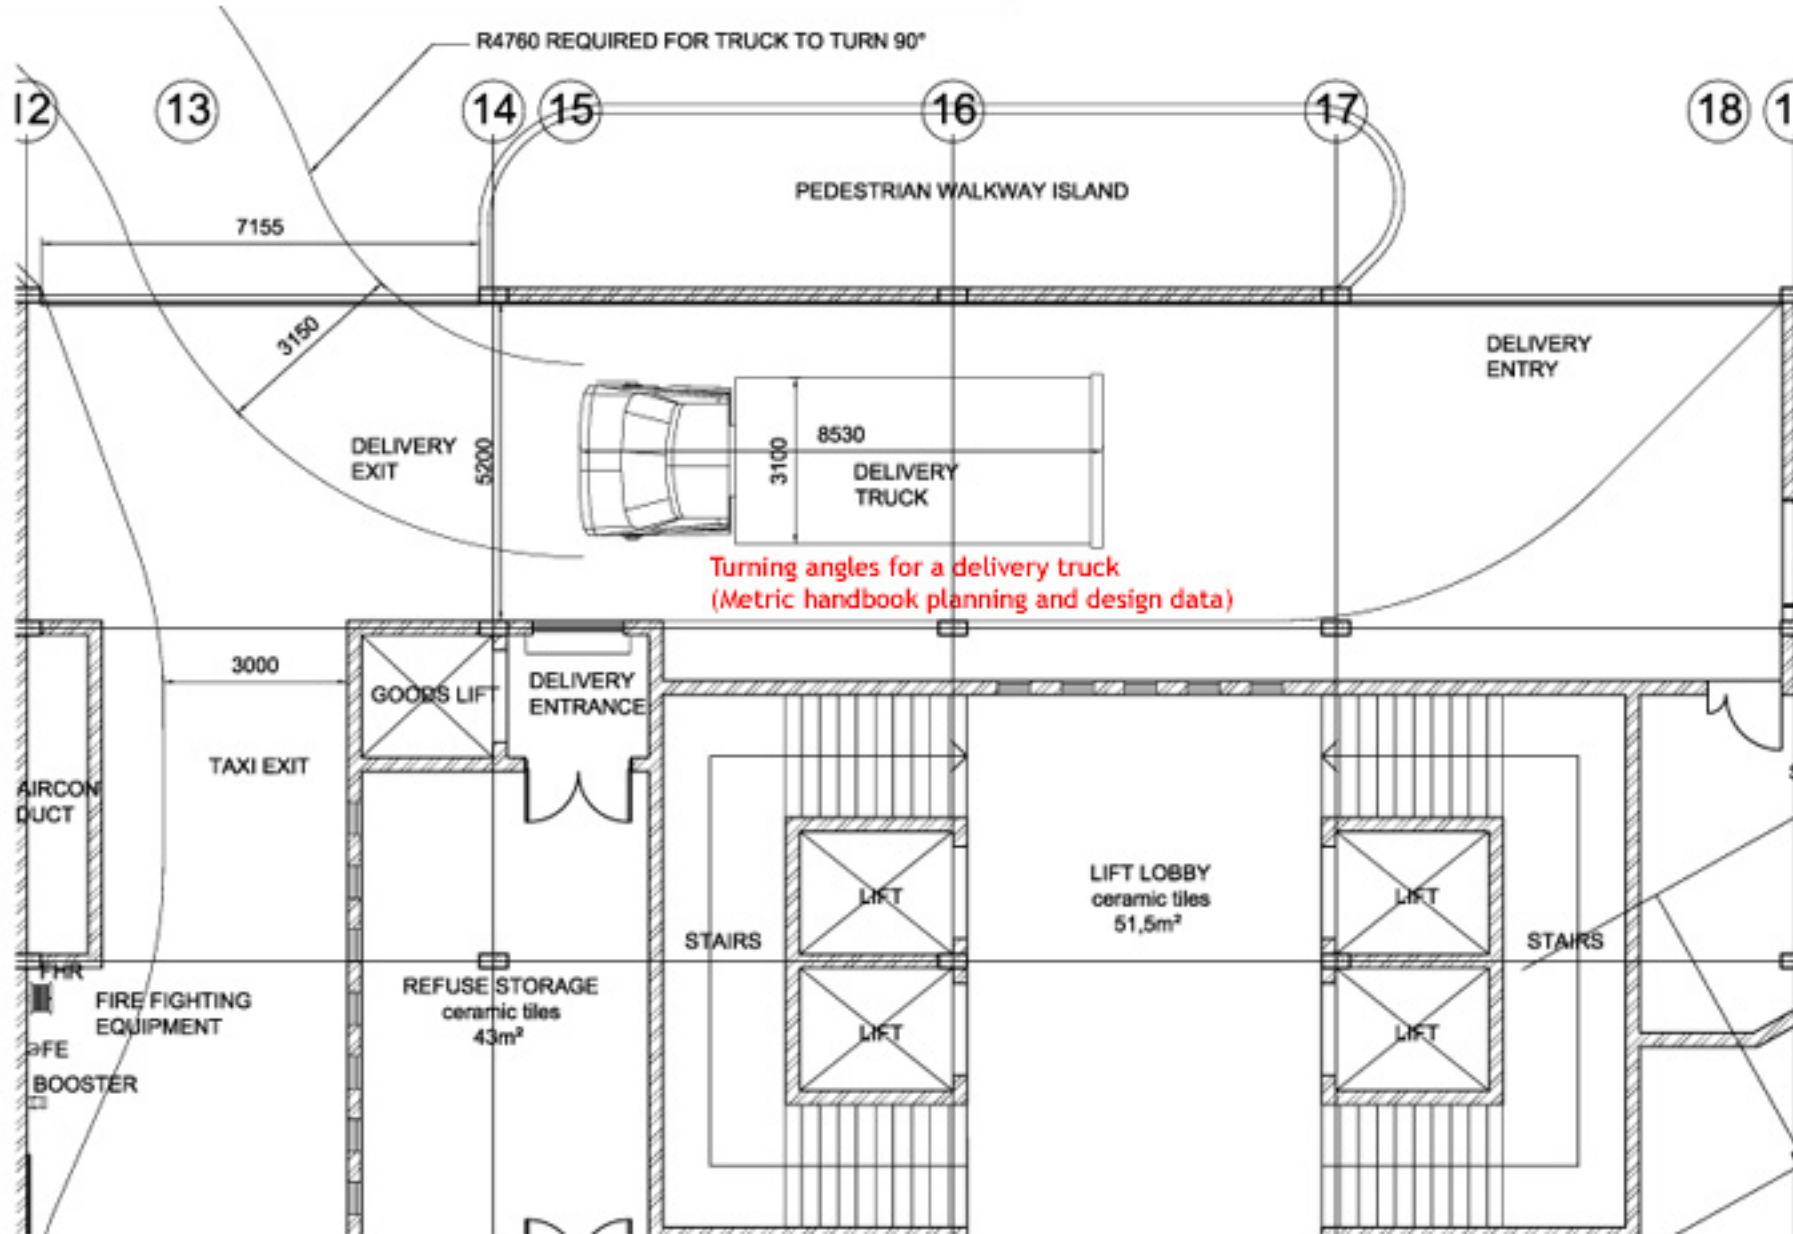 R4760 REQUIRED FOR TRUCK TO TURN 90°
12
13
14
15
16
17
18
1
PEDESTRIAN WALKWAY ISLAND
7155
3150
DELIVERY
ENTRY
DELIVERY
EXIT
5200
3100
8530
DELIVERY
TRUCK
Turning angles for a delivery truck
(Metric handbook planning and design data)
3000
GOODS LIFT
DELIVERY
ENTRANCE
TAXI EXIT
AIRCON
DUCT
LIFT
LIFT LOBBY
ceramic tiles
51,5m²
LIFT
STAIRS
STAIRS
FHR
FIRE FIGHTING
EQUIPMENT
REFUSE STORAGE
ceramic tiles
43m²
LIFT
LIFT
FE
BOOSTER